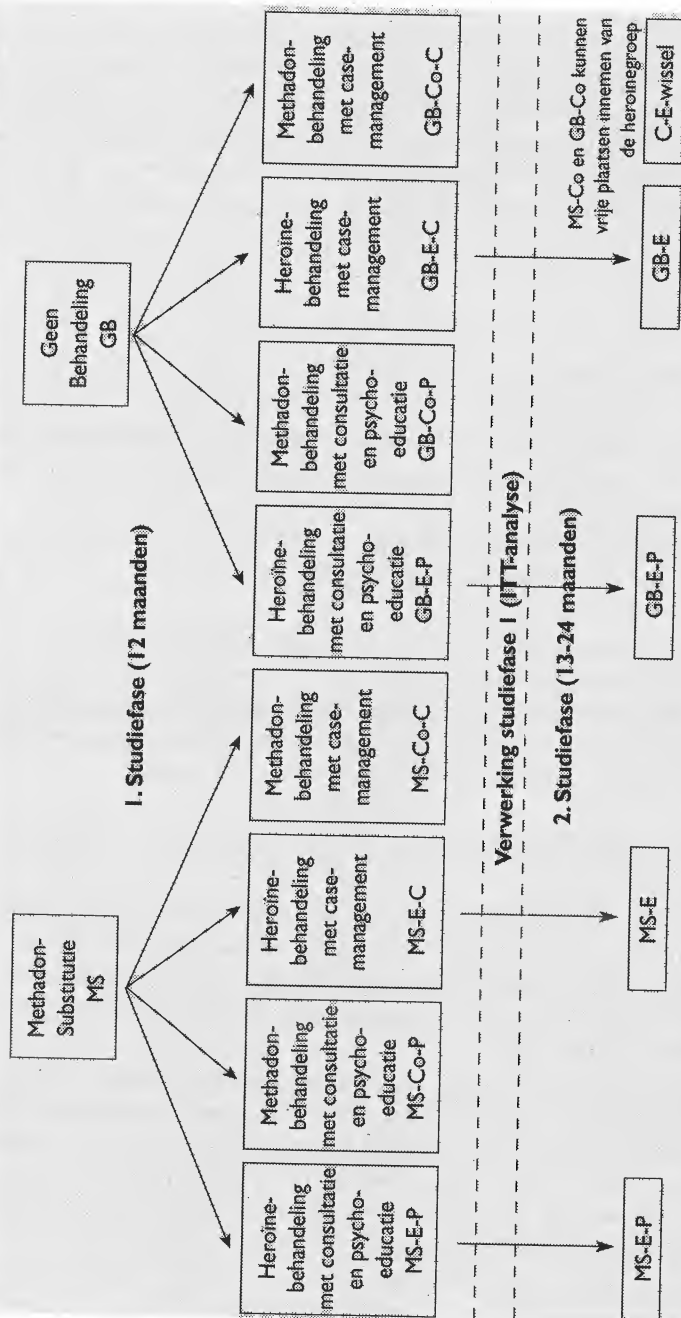 Methadon-
Substitutie
MS
Geen
Behandeling
GB
1. Studiefase (12 maanden)
Heroïne-
behandeling
met consultatie
en psycho-
educatie
MS-E-P
Methadon-
behandeling
met consultatie
en psycho-
educatie
MS-Co-P
Heroïne-
behandeling
met case-
management
MS-E-C
Methadon-
behandeling
met case-
management
MS-Co-C
Heroïne-
behandeling
met consultatie
en psycho-
educatie
GB-E-P
Methadon-
behandeling
met consultatie
en psycho-
educatie
GB-Co-P
Heroïne-
behandeling
met case-
management
GB-E-C
Methadon-
behandeling
met case-
management
GB-Co-C
Verwerking studiefase 1 (ITT-analyse)
2. Studiefase (13-24 maanden)
MS-Co en GB-Co kunnen
vrije plaatsen innemen van
de heroïnegroep
MS-E-P
MS-E
GB-E-P
GB-E
C-E-wissel